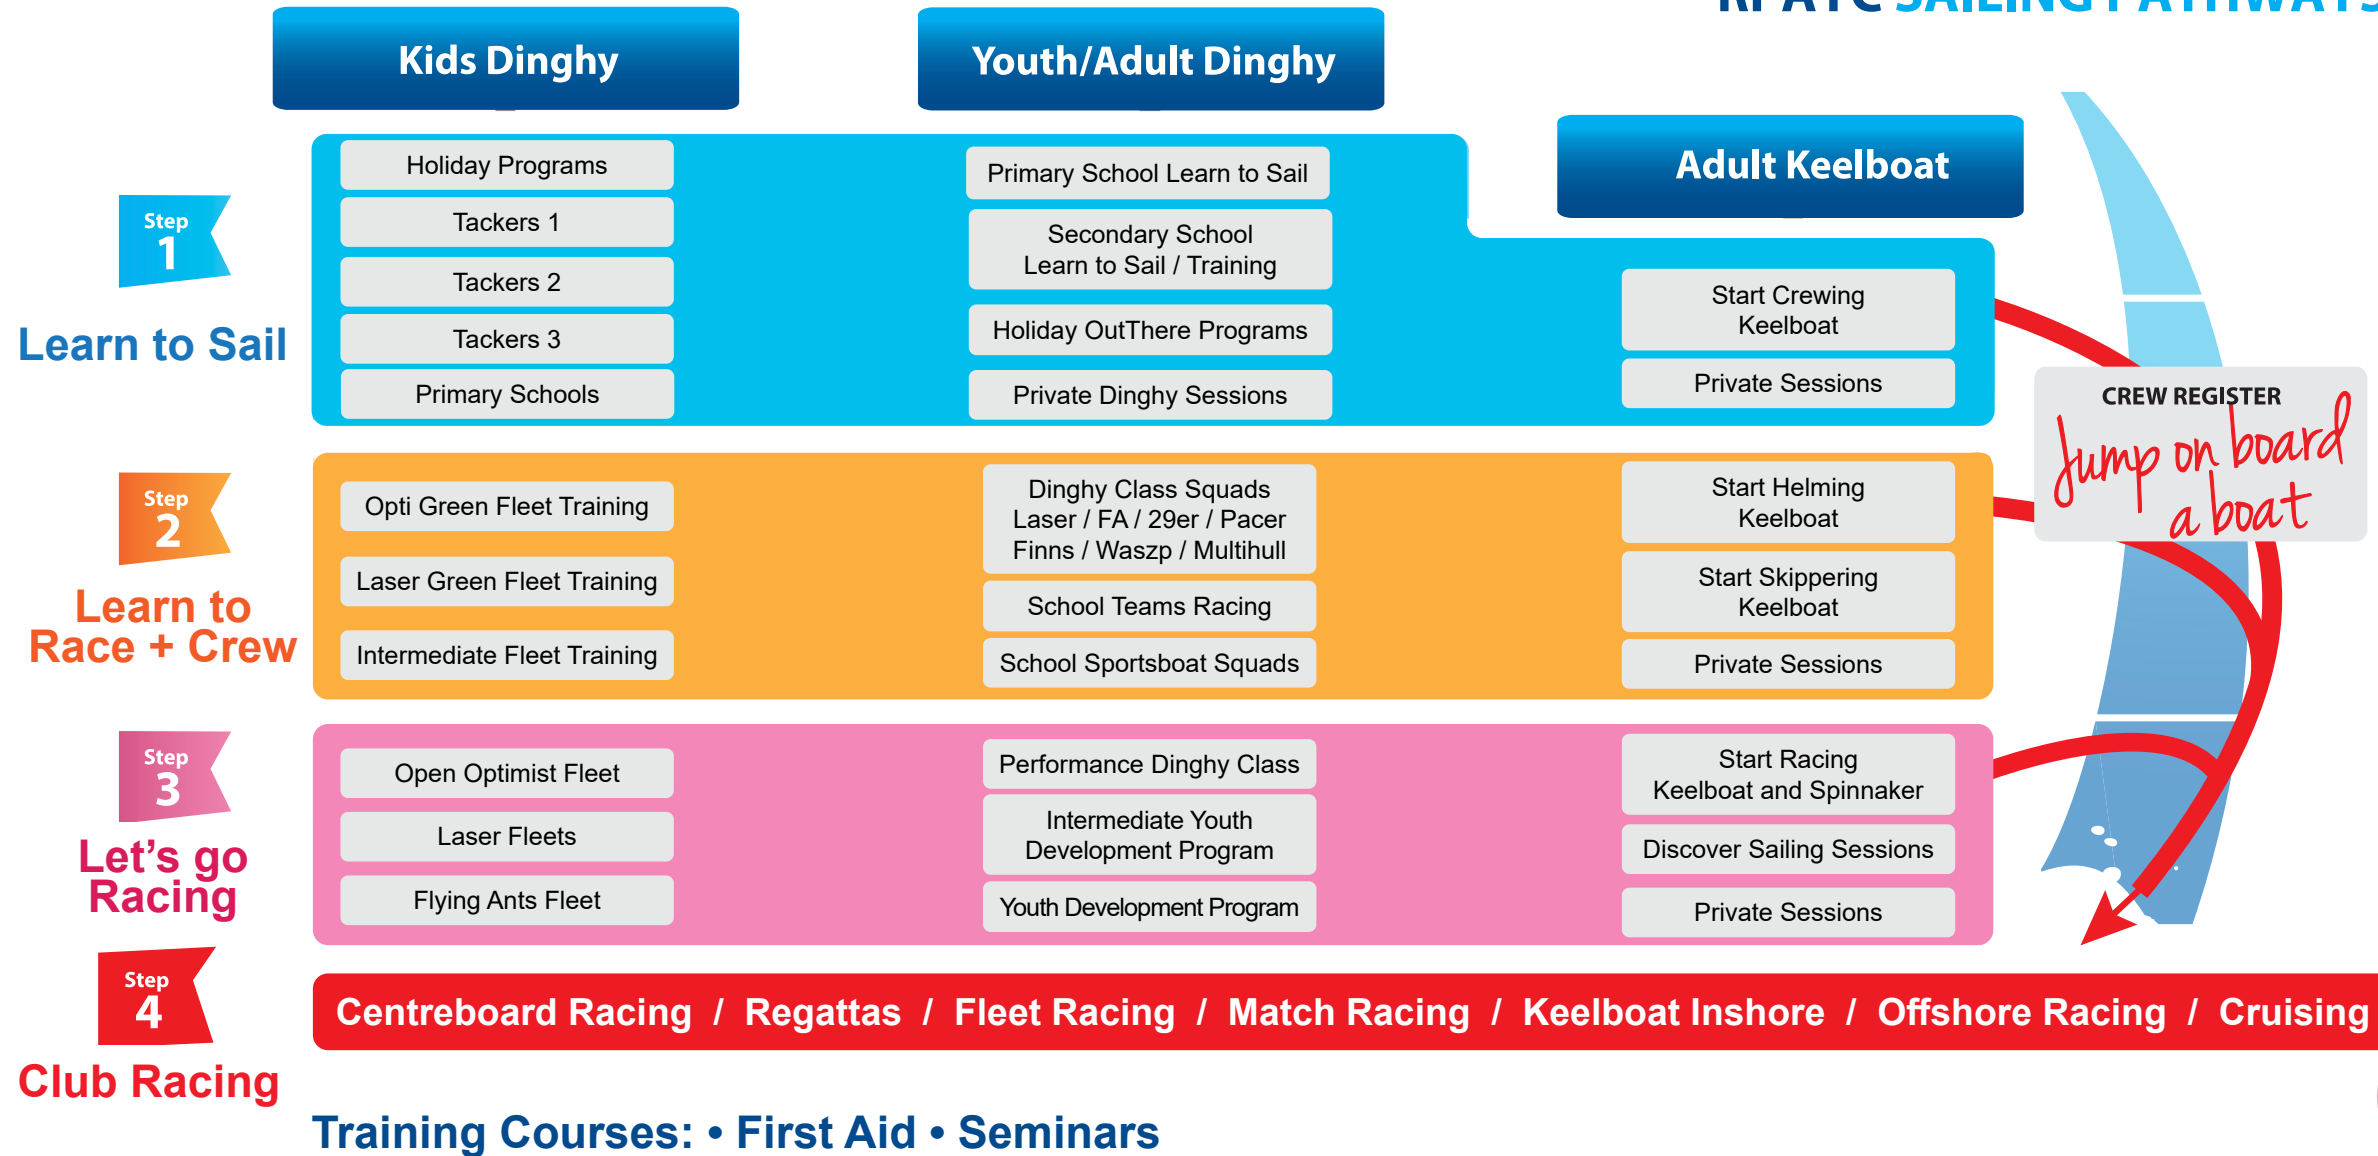 RPAYC SAILING PATHWAYS
Kids Dinghy
Youth/Adult Dinghy
Adult Keelboat
Step
1
Learn to Sail
Holiday Programs
Tackers 1
Tackers 2
Tackers 3
Primary Schools
Primary School Learn to Sail
Secondary School
Learn to Sail / Training
Holiday OutThere Programs
Private Dinghy Sessions
Start Crewing
Keelboat
Private Sessions
CREW REGISTER
Jump on board
a boat
Step
2
Learn to
Race + Crew
Opti Green Fleet Training
Laser Green Fleet Training
Intermediate Fleet Training
Dinghy Class Squads
Laser / FA / 29er / Pacer
Finns / Waszp / Multihull
School Teams Racing
School Sportsboat Squads
Start Helming
Keelboat
Start Skippering
Keelboat
Private Sessions
Step
3
Let's go
Racing
Open Optimist Fleet
Laser Fleets
Flying Ants Fleet
Performance Dinghy Class
Intermediate Youth
Development Program
Youth Development Program
Start Racing
Keelboat and Spinnaker
Discover Sailing Sessions
Private Sessions
Step
4
Club Racing
Centreboard Racing / Regattas / Fleet Racing / Match Racing / Keelboat Inshore / Offshore Racing / Cruising
Training Courses: • First Aid • Seminars